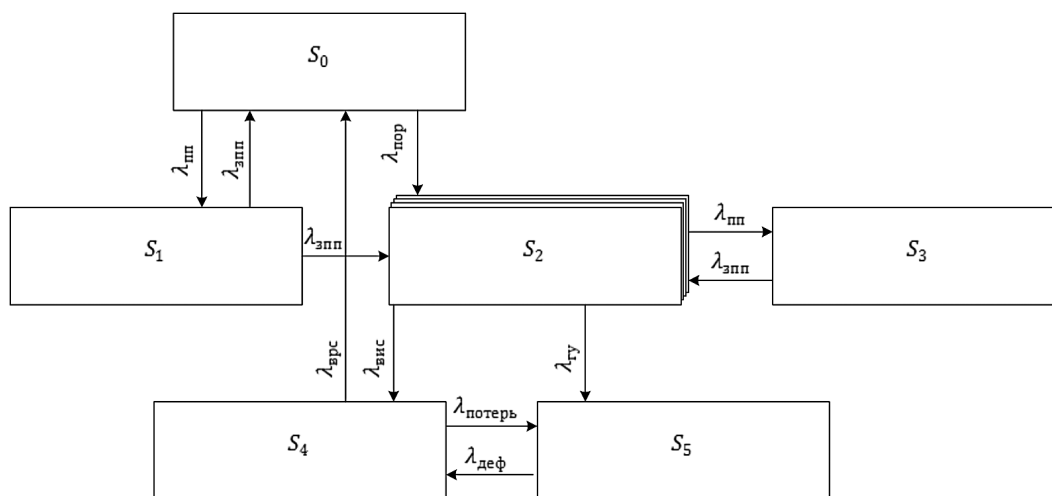 S₀
λпп
λзпп
λпор
S₁
λзпп
S₂
λпп
λзпп
S₃
λврс
λвис
λгу
S₄
λпотерь
λдеф
S₅